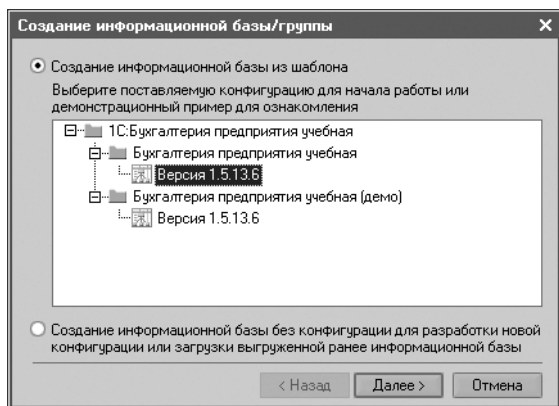 Создание информационной базы/группы
Создание информационной базы из шаблона
Выберите поставляемую конфигурацию для начала работы или
демонстрационный пример для ознакомления
1С:Бухгалтерия предприятия учебная
Бухгалтерия предприятия учебная
Версия 1.5.13.6
Бухгалтерия предприятия учебная (демо)
Версия 1.5.13.6
Создание информационной базы без конфигурации для разработки новой
конфигурации или загрузки выгруженной ранее информационной базы
< Назад Далее > Отмена